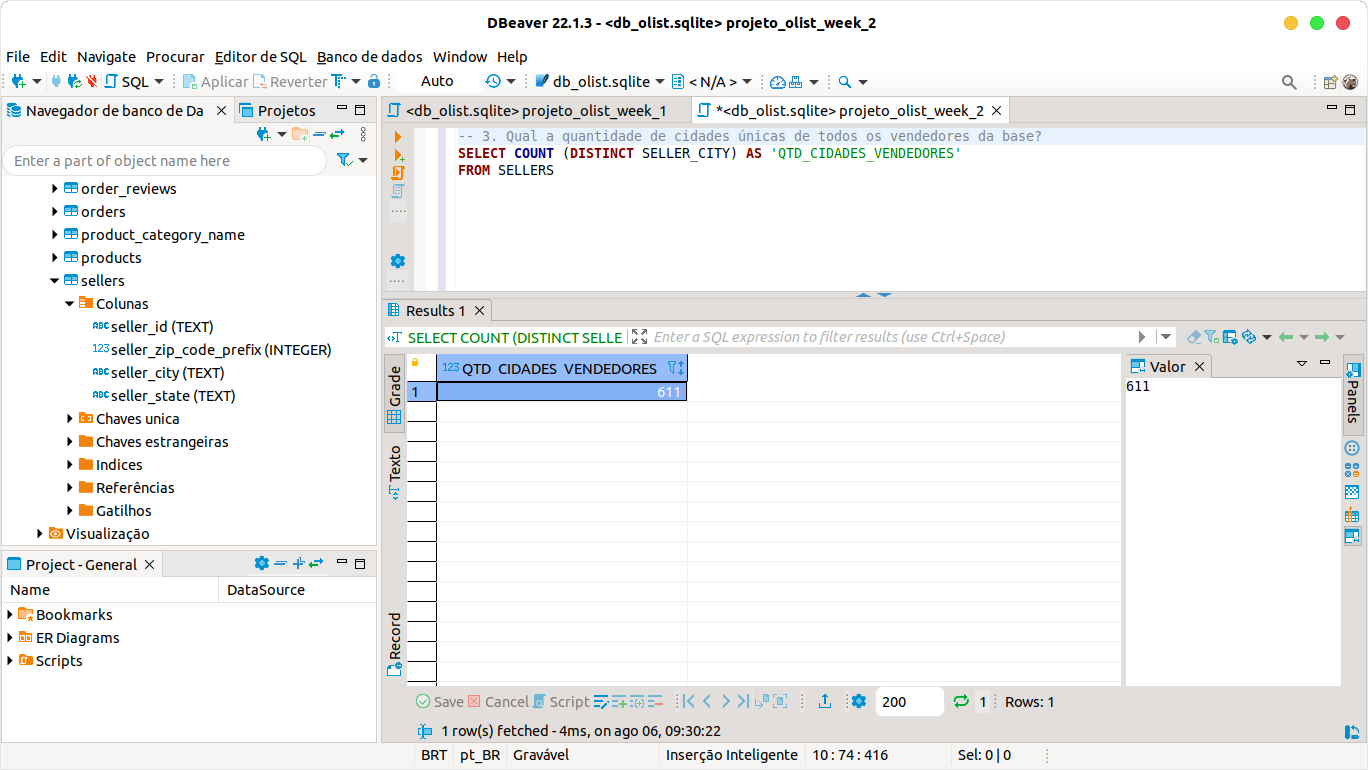 DBeaver 22.1.3 - <db_olist.sqlite> projeto_olist_week_2
File Edit Navigate Procurar Editor de SQL Banco de dados Window Help
SQL Aplicar Reverter Auto db_olist.sqlite < N/A >
Navegador de banco de Da
Projetos
Enter a part of object name here
order_reviews
orders
product_category_name
products
sellers
Colunas
ABC seller_id (TEXT)
123 seller_zip_code_prefix (INTEGER)
ABC seller_city (TEXT)
ABC seller_state (TEXT)
Chaves unica
Chaves estrangeiras
Indices
Referências
Gatilhos
Visualização
Project - General
Name DataSource
Bookmarks
ER Diagrams
Scripts
<db_olist.sqlite> projeto_olist_week_1
*<db_olist.sqlite> projeto_olist_week_2
-- 3. Qual a quantidade de cidades únicas de todos os vendedores da base?
SELECT COUNT (DISTINCT SELLER_CITY) AS 'QTD_CIDADES_VENDEDORES'
FROM SELLERS
Results 1
SELECT COUNT (DISTINCT SELLE
Enter a SQL expression to filter results (use Ctrl+Space)
Grade
Texto
Record
123 QTD_CIDADES_VENDEDORES
1 611
Valor
611
Panels
Save Cancel Script 200 1 Rows: 1
1 row(s) fetched - 4ms, on ago 06, 09:30:22
BRT pt_BR Gravável Inserção Inteligente 10 : 74 : 416 Sel: 0 | 0